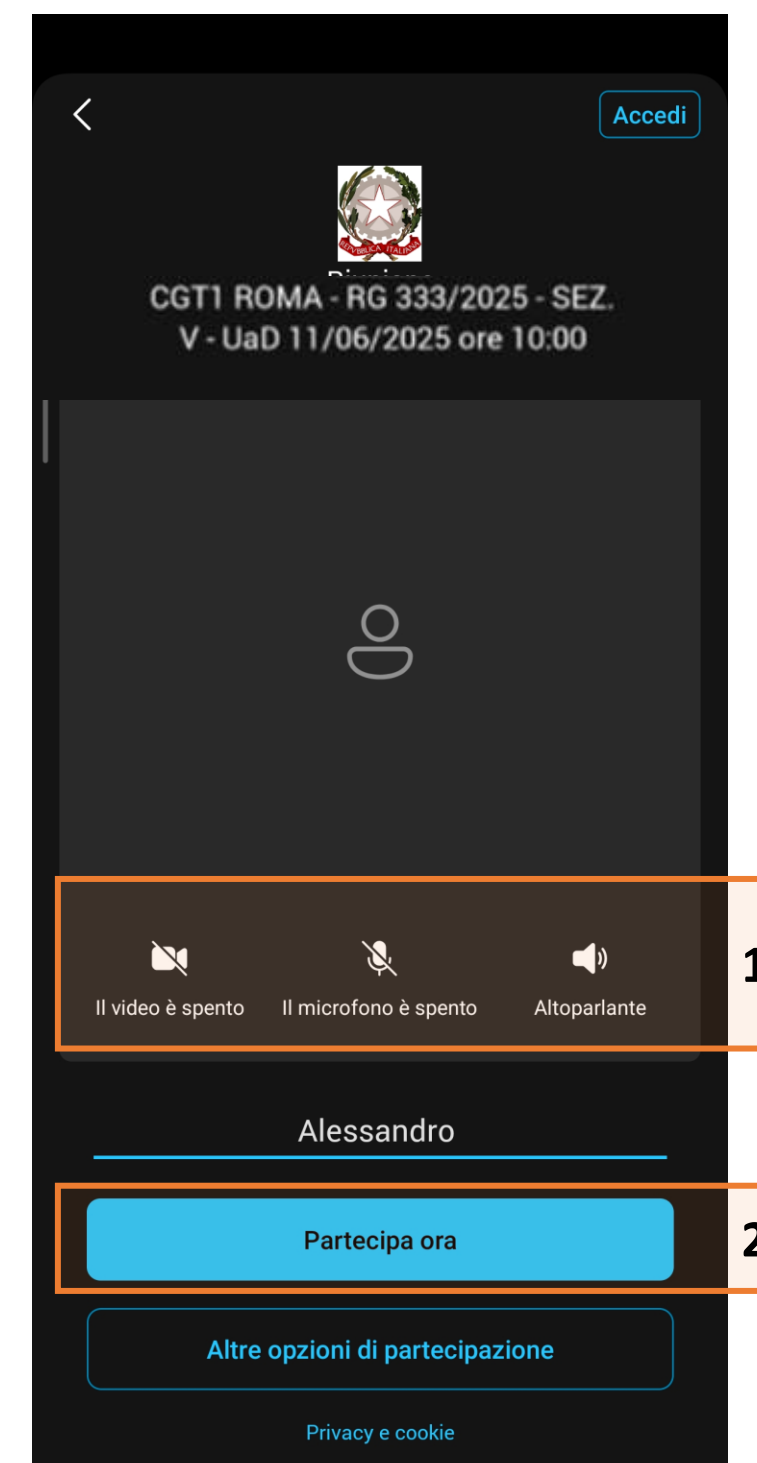 Accedi
CGT1 ROMA - RG 333/2025 - SEZ.
V - UaD 11/06/2025 ore 10:00
1
Il video è spento Il microfono è spento Altoparlante
Alessandro
Partecipa ora
2
Altre opzioni di partecipazione
Privacy e cookie